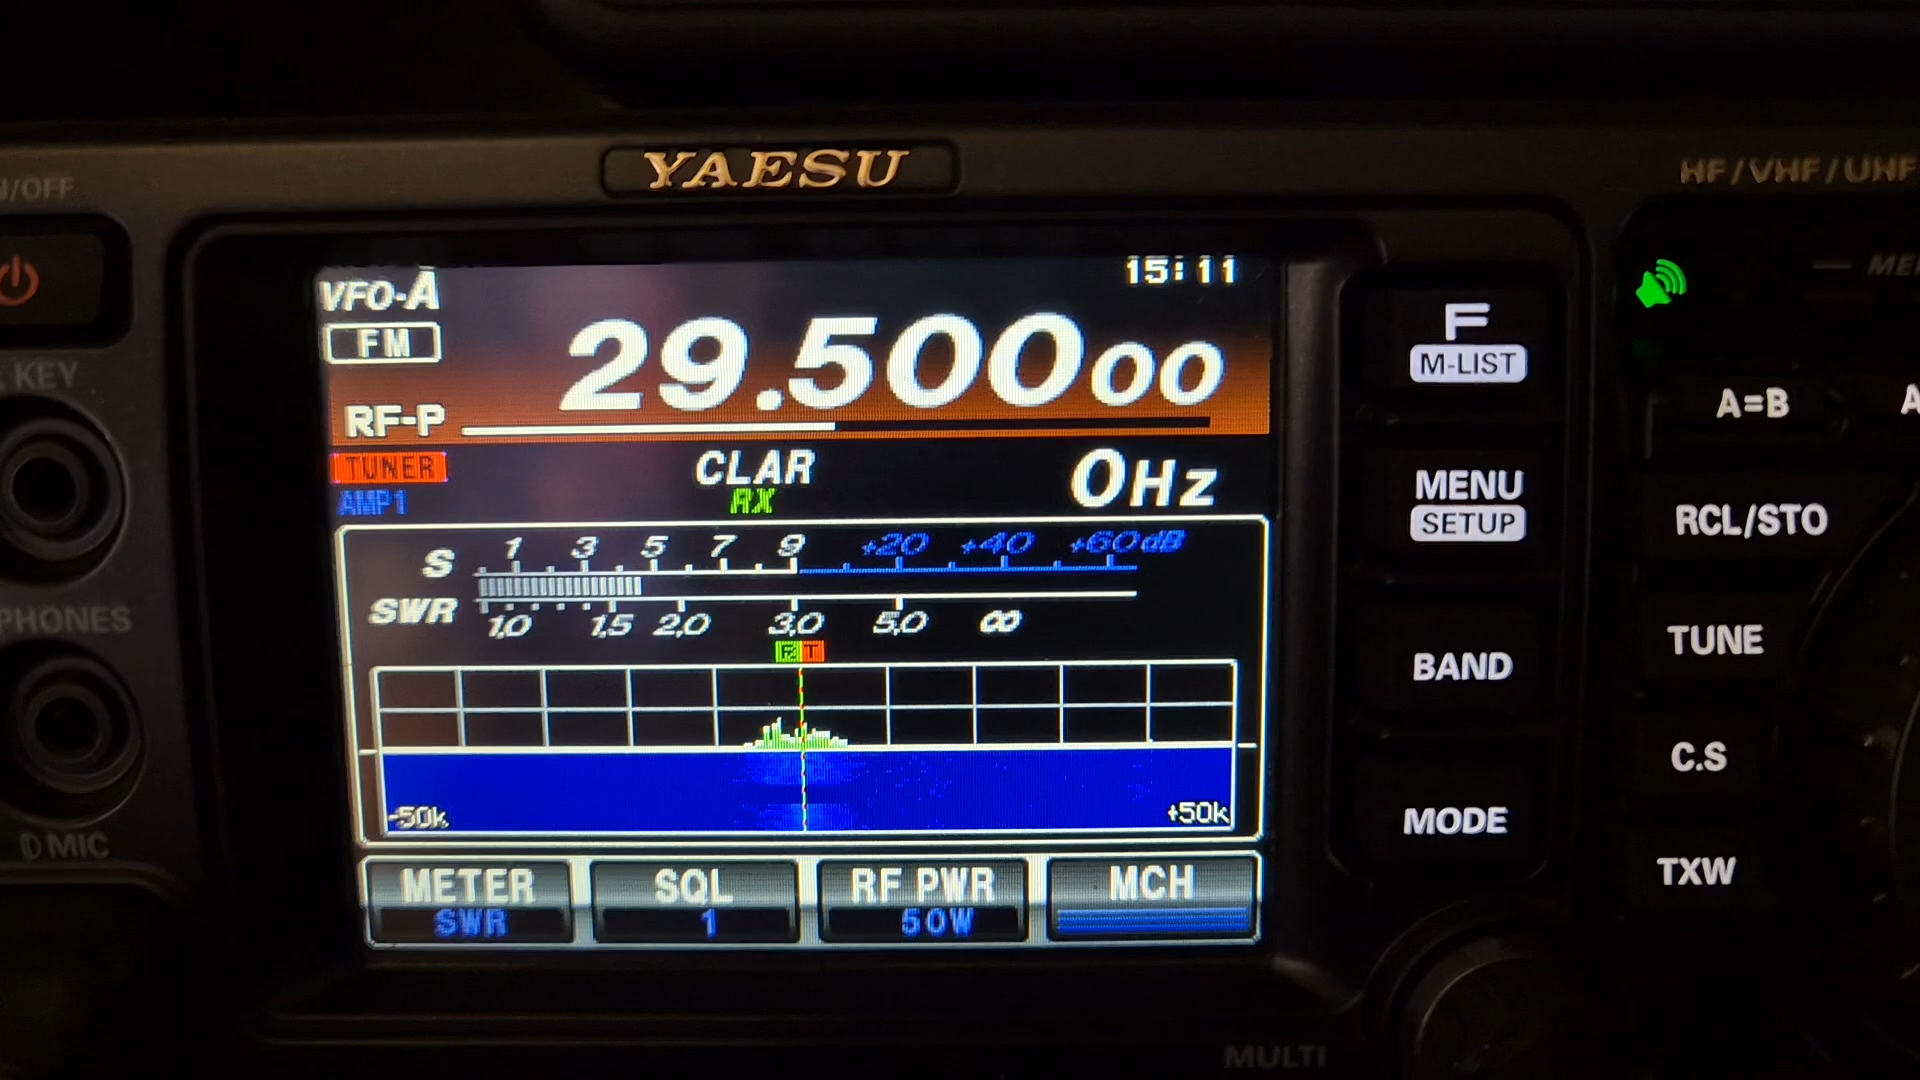 YAESU
HF/VHF/UHF
N/OFF
KEY
PHONES
D MIC
VFO-A
15:11
FM
29.500 00
RF-P
TUNER
CLAR
0Hz
AMP1
RX
S 1 3 5 7 9 +20 +40 +60dB
SWR 1,0 1,5 2,0 3,0 5,0 ∞
R T
-50k
+50k
METER
SWR
SQL
1
RF PWR
50W
MCH
F
M-LIST
MENU
SETUP
BAND
MODE
A=B
RCL/STO
TUNE
C.S
TXW
MULTI